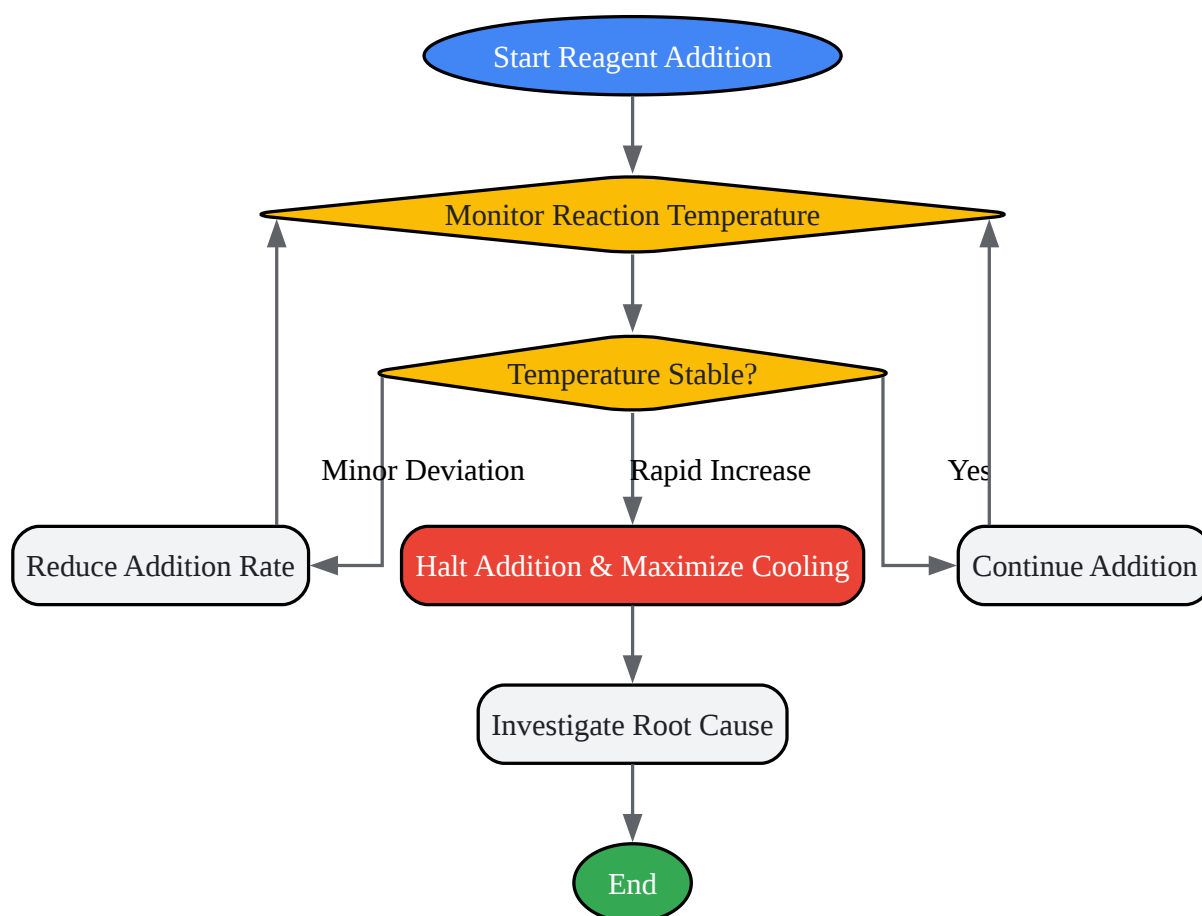 Start Reagent Addition
Monitor Reaction Temperature
Temperature Stable?
Minor Deviation
Rapid Increase
Yes
Reduce Addition Rate
Halt Addition & Maximize Cooling
Continue Addition
Investigate Root Cause
End